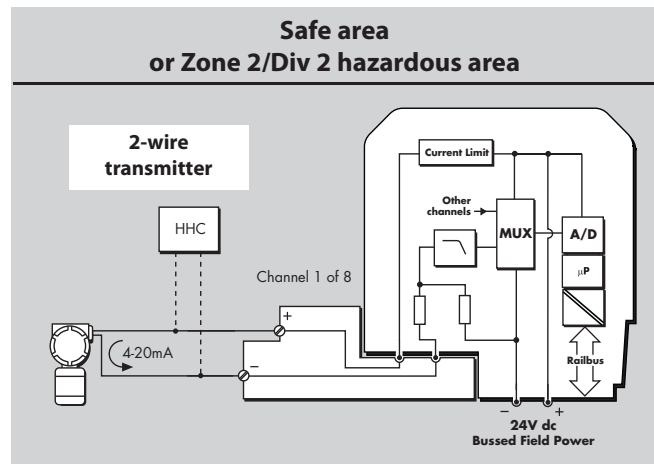 Safe area
or Zone 2/Div 2 hazardous area
2-wire
transmitter
HHC
Current Limit
Other
channels
MUX
A/D
µP
Channel 1 of 8
+
4-20mA
−
Railbus
− +
24V dc
Bussed Field Power